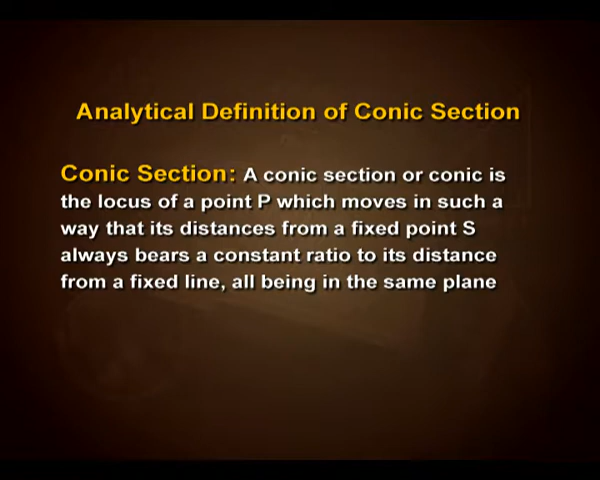 Analytical Definition of Conic Section
Conic Section: A conic section or conic is
the locus of a point P which moves in such a
way that its distances from a fixed point S
always bears a constant ratio to its distance
from a fixed line, all being in the same plane